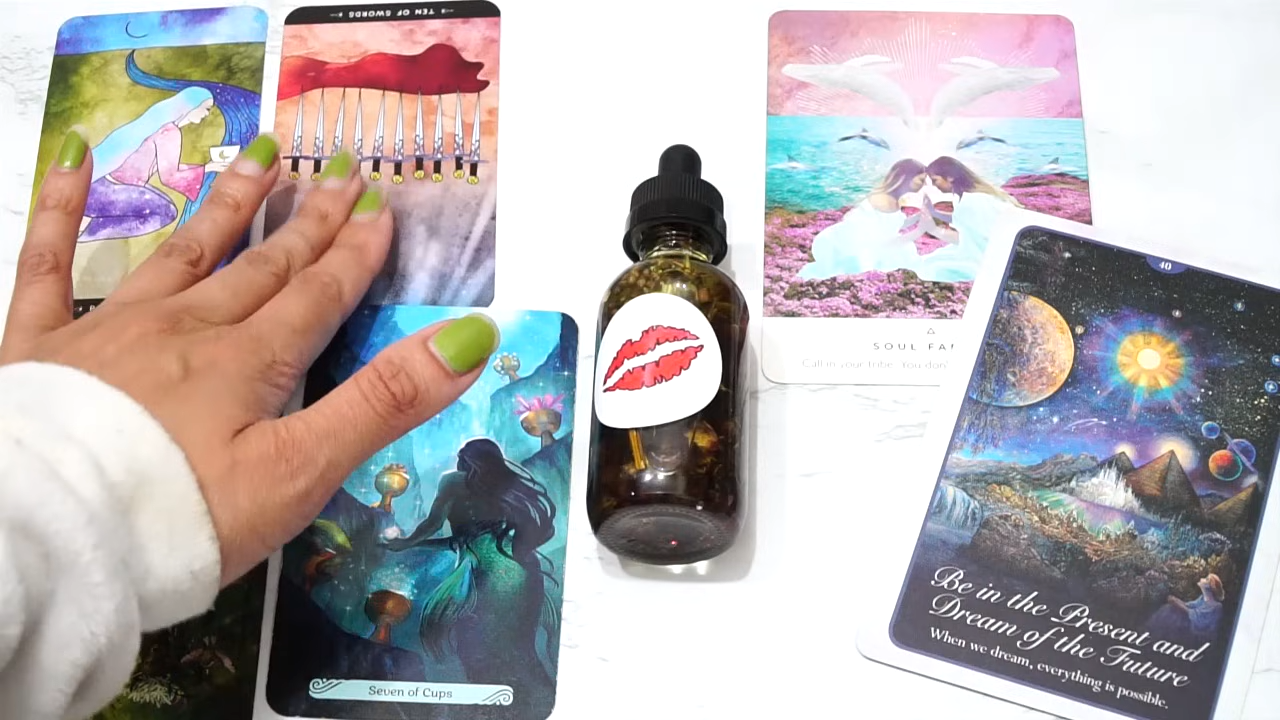 TEN OF SWORDS
Seven of Cups
SOUL
Call in your tribe. You don'
40
Be in the Present and
Dream of the Future
When we dream, everything is possible.